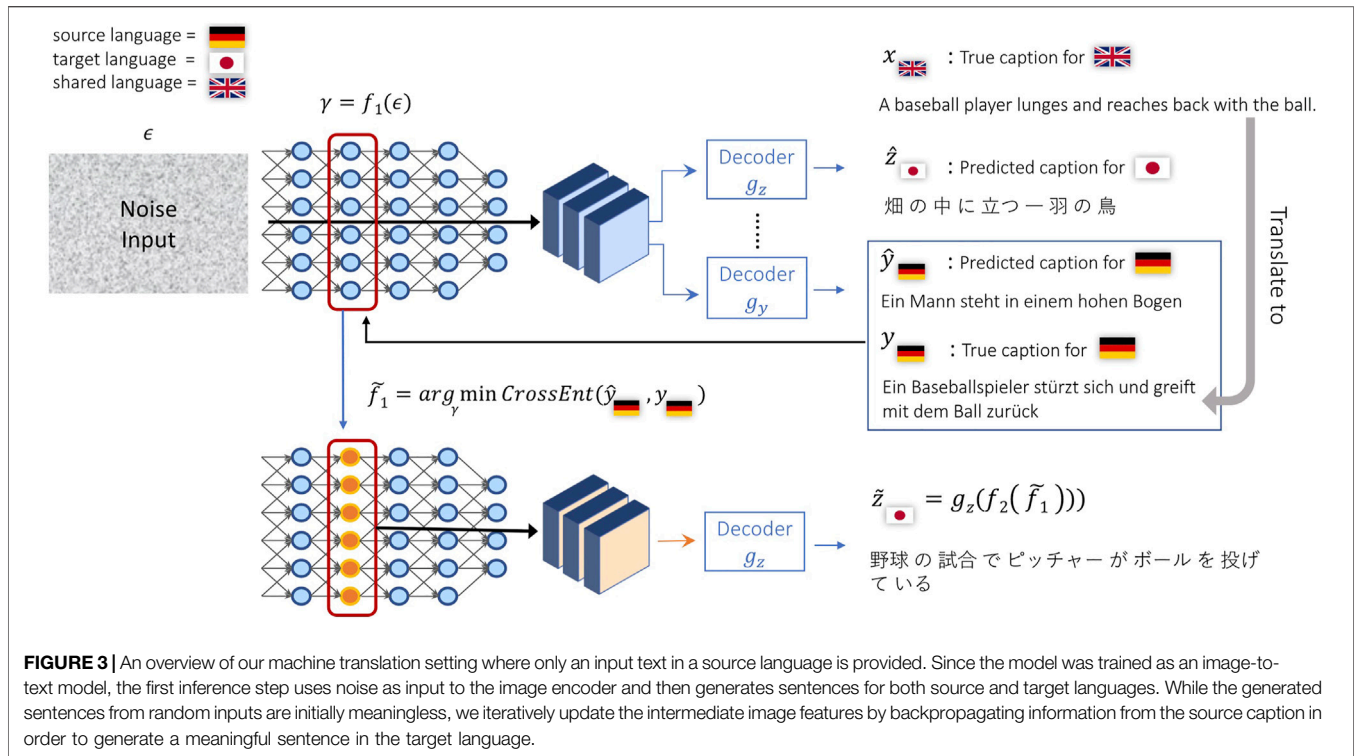 source language =
target language =
shared language =
γ = f₁(ϵ)
ϵ
Noise
Input
Decoder
g_z
Decoder
g_y
x : True caption for
A baseball player lunges and reaches back with the ball.
ẑ : Predicted caption for
畑 の 中 に 立つ 一 羽 の 鳥
ŷ : Predicted caption for
Ein Mann steht in einem hohen Bogen
y : True caption for
Ein Baseballspieler stürzt sich und greift
mit dem Ball zurück
Translate to
f̃₁ = arg_γ min CrossEnt(ŷ , y )
Decoder
g_z
z̃ = g_z(f₂( f̃₁)))
野球 の 試合 で ピッチャー が ボール を 投げ
て いる
FIGURE 3 | An overview of our machine translation setting where only an input text in a source language is provided. Since the model was trained as an image-to-
text model, the first inference step uses noise as input to the image encoder and then generates sentences for both source and target languages. While the generated
sentences from random inputs are initially meaningless, we iteratively update the intermediate image features by backpropagating information from the source caption in
order to generate a meaningful sentence in the target language.